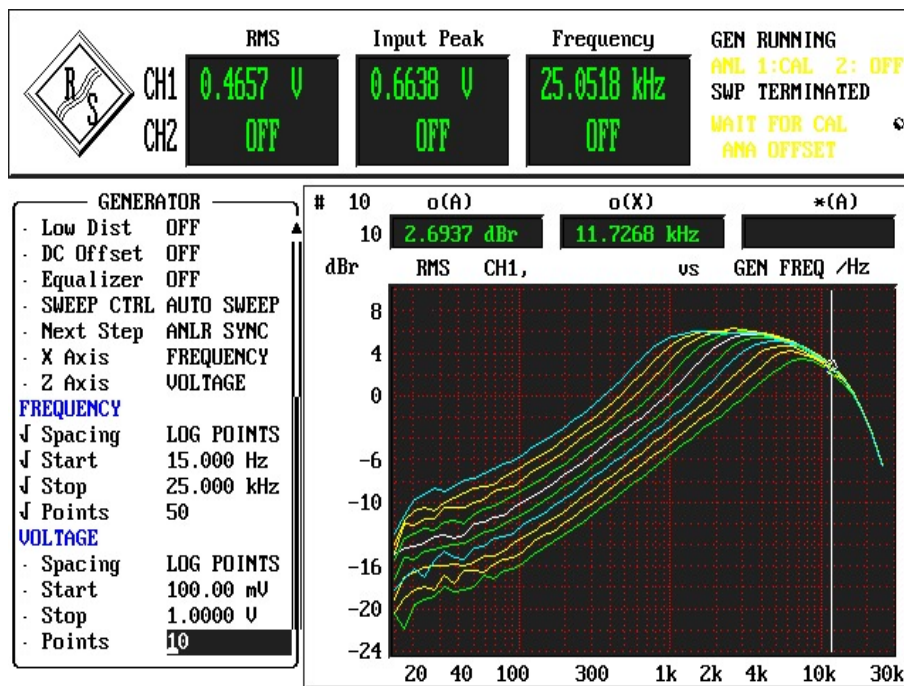 RMS Input Peak Frequency GEN RUNNING
CH1 0.4657 V 0.6638 V 25.0518 kHz ANL 1:CAL 2: OFF
SWP TERMINATED
CH2 OFF OFF OFF WAIT FOR CAL
ANA OFFSET
R
S
GENERATOR
· Low Dist OFF
· DC Offset OFF
· Equalizer OFF
· SWEEP CTRL AUTO SWEEP
· Next Step ANLR SYNC
· X Axis FREQUENCY
· Z Axis VOLTAGE
FREQUENCY
√ Spacing LOG POINTS
√ Start 15.000 Hz
√ Stop 25.000 kHz
√ Points 50
VOLTAGE
· Spacing LOG POINTS
· Start 100.00 mV
· Stop 1.0000 V
· Points 10
# 10 o(A) o(X) *(A)
10 2.6937 dBr 11.7268 kHz
dBr RMS CH1, vs GEN FREQ /Hz
8
4
0
-6
-10
-16
-20
-24
20 40 100 300 1k 2k 4k 10k 30k